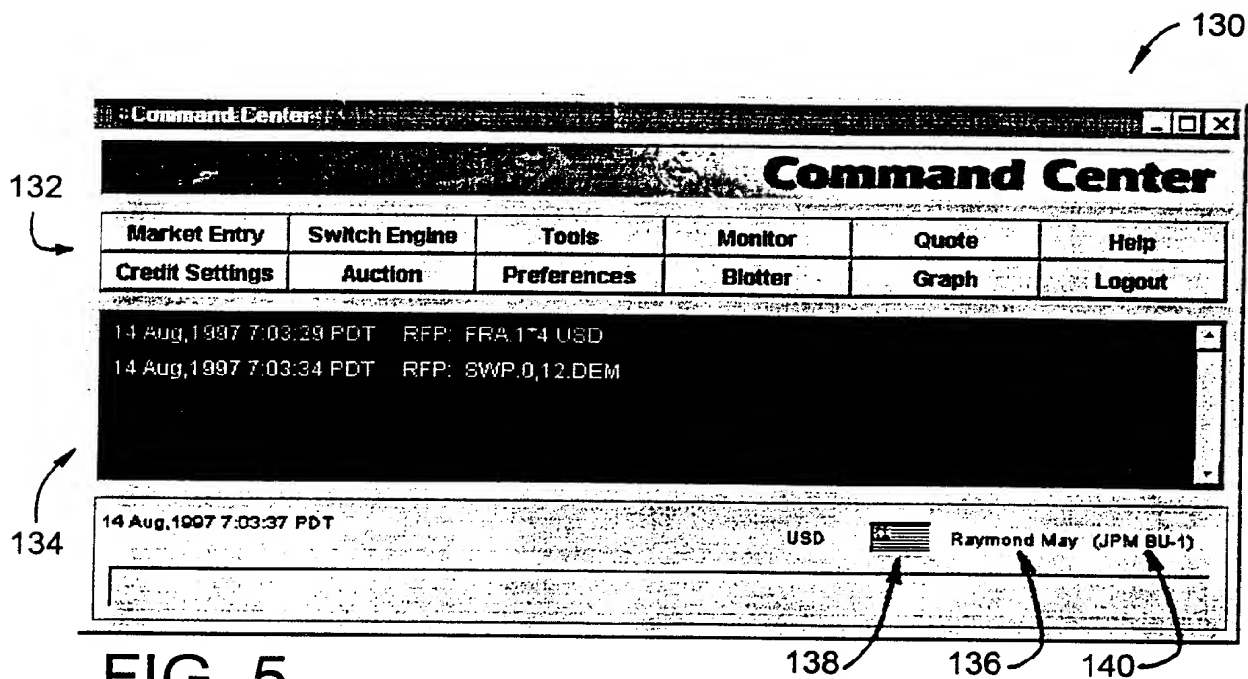 130
Command Center
Command Center
132
Market Entry Switch Engine Tools Monitor Quote Help
Credit Settings Auction Preferences Blotter Graph Logout
14 Aug,1997 7:03:29 PDT RFP: FRA.1*4.USD
14 Aug,1997 7:03:34 PDT RFP: SWP.0,12.DEM
134
14 Aug,1997 7:03:37 PDT
USD Raymond May (JPM BU-1)
138 136 140
FIG. 5